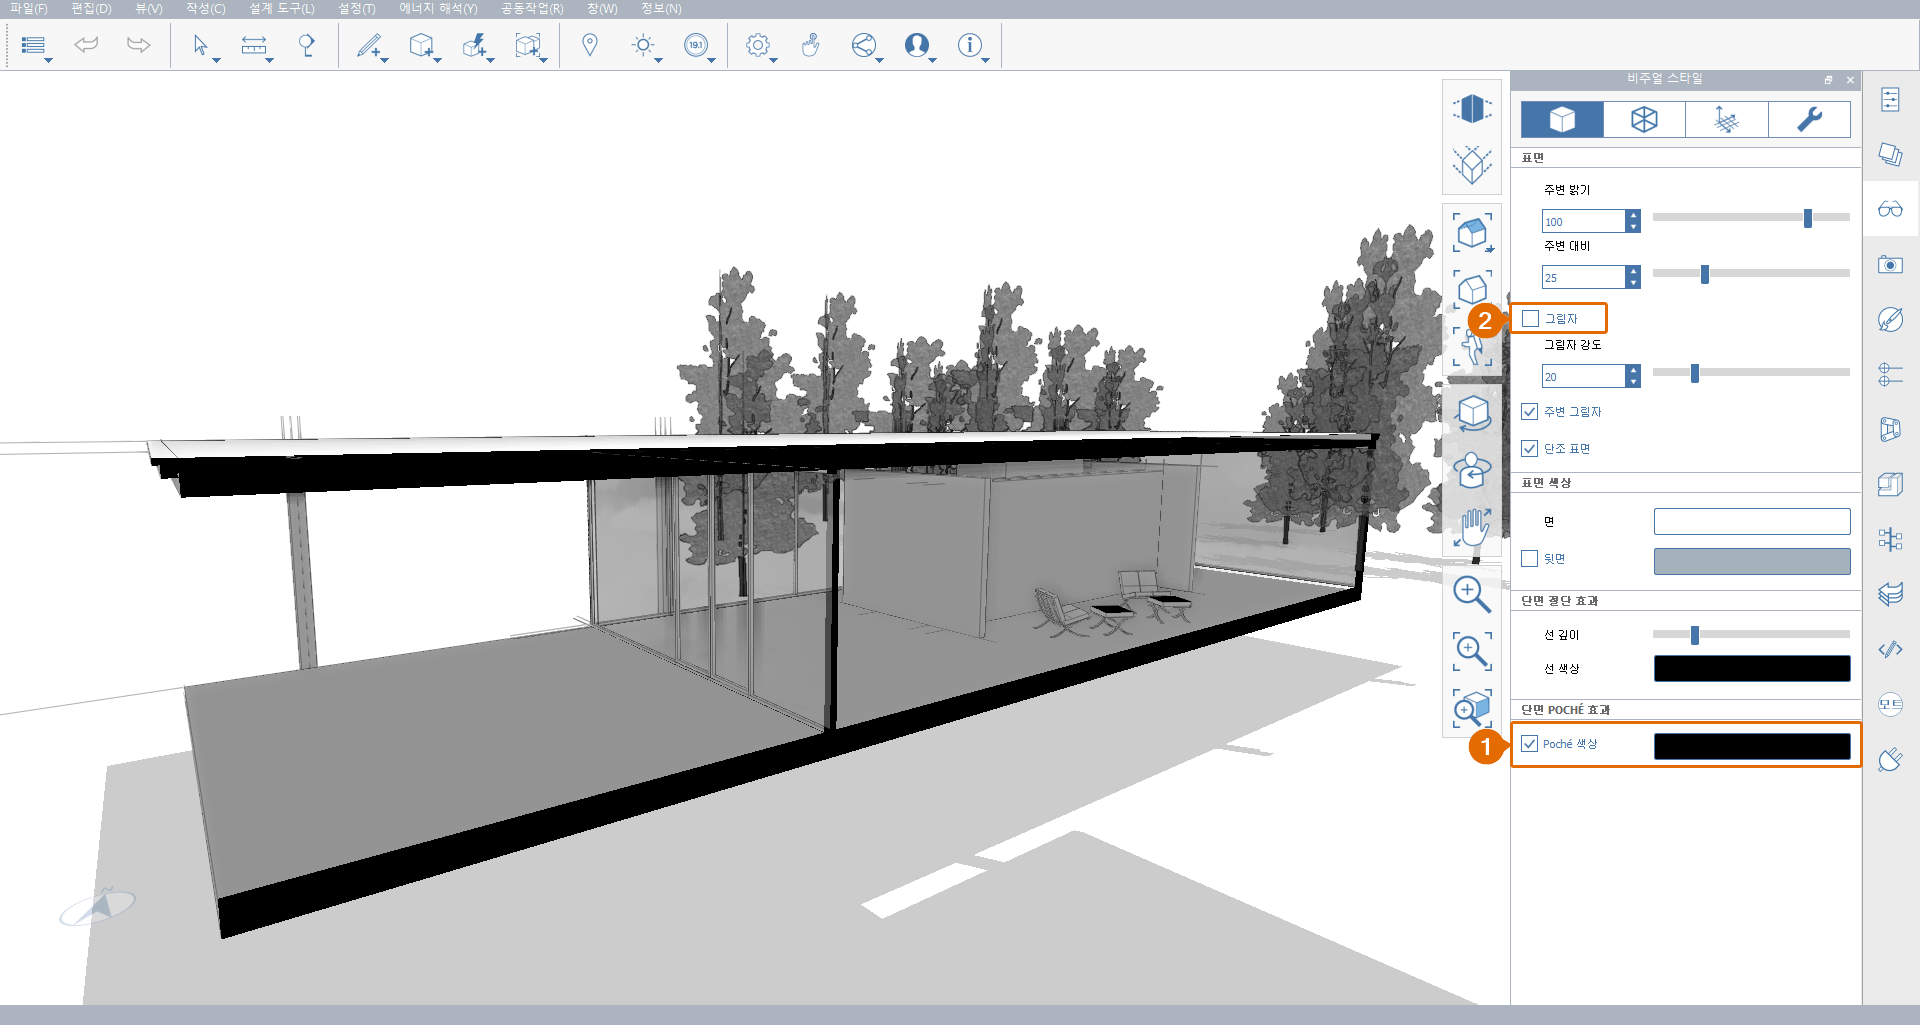 파일(F) 편집(D) 뷰(V) 작성(C) 설계 도구(L) 설정(T) 에너지 해석(Y) 공동작업(R) 창(W) 정보(N)
19.1
비주얼 스타일
표면
주변 밝기
100
주변 대비
25
2
그림자
그림자 강도
20
주변 그림자
단조 표면
표면 색상
면
뒷면
단면 절단 효과
선 깊이
선 색상
단면 POCHÉ 효과
1
Poché 색상
모드